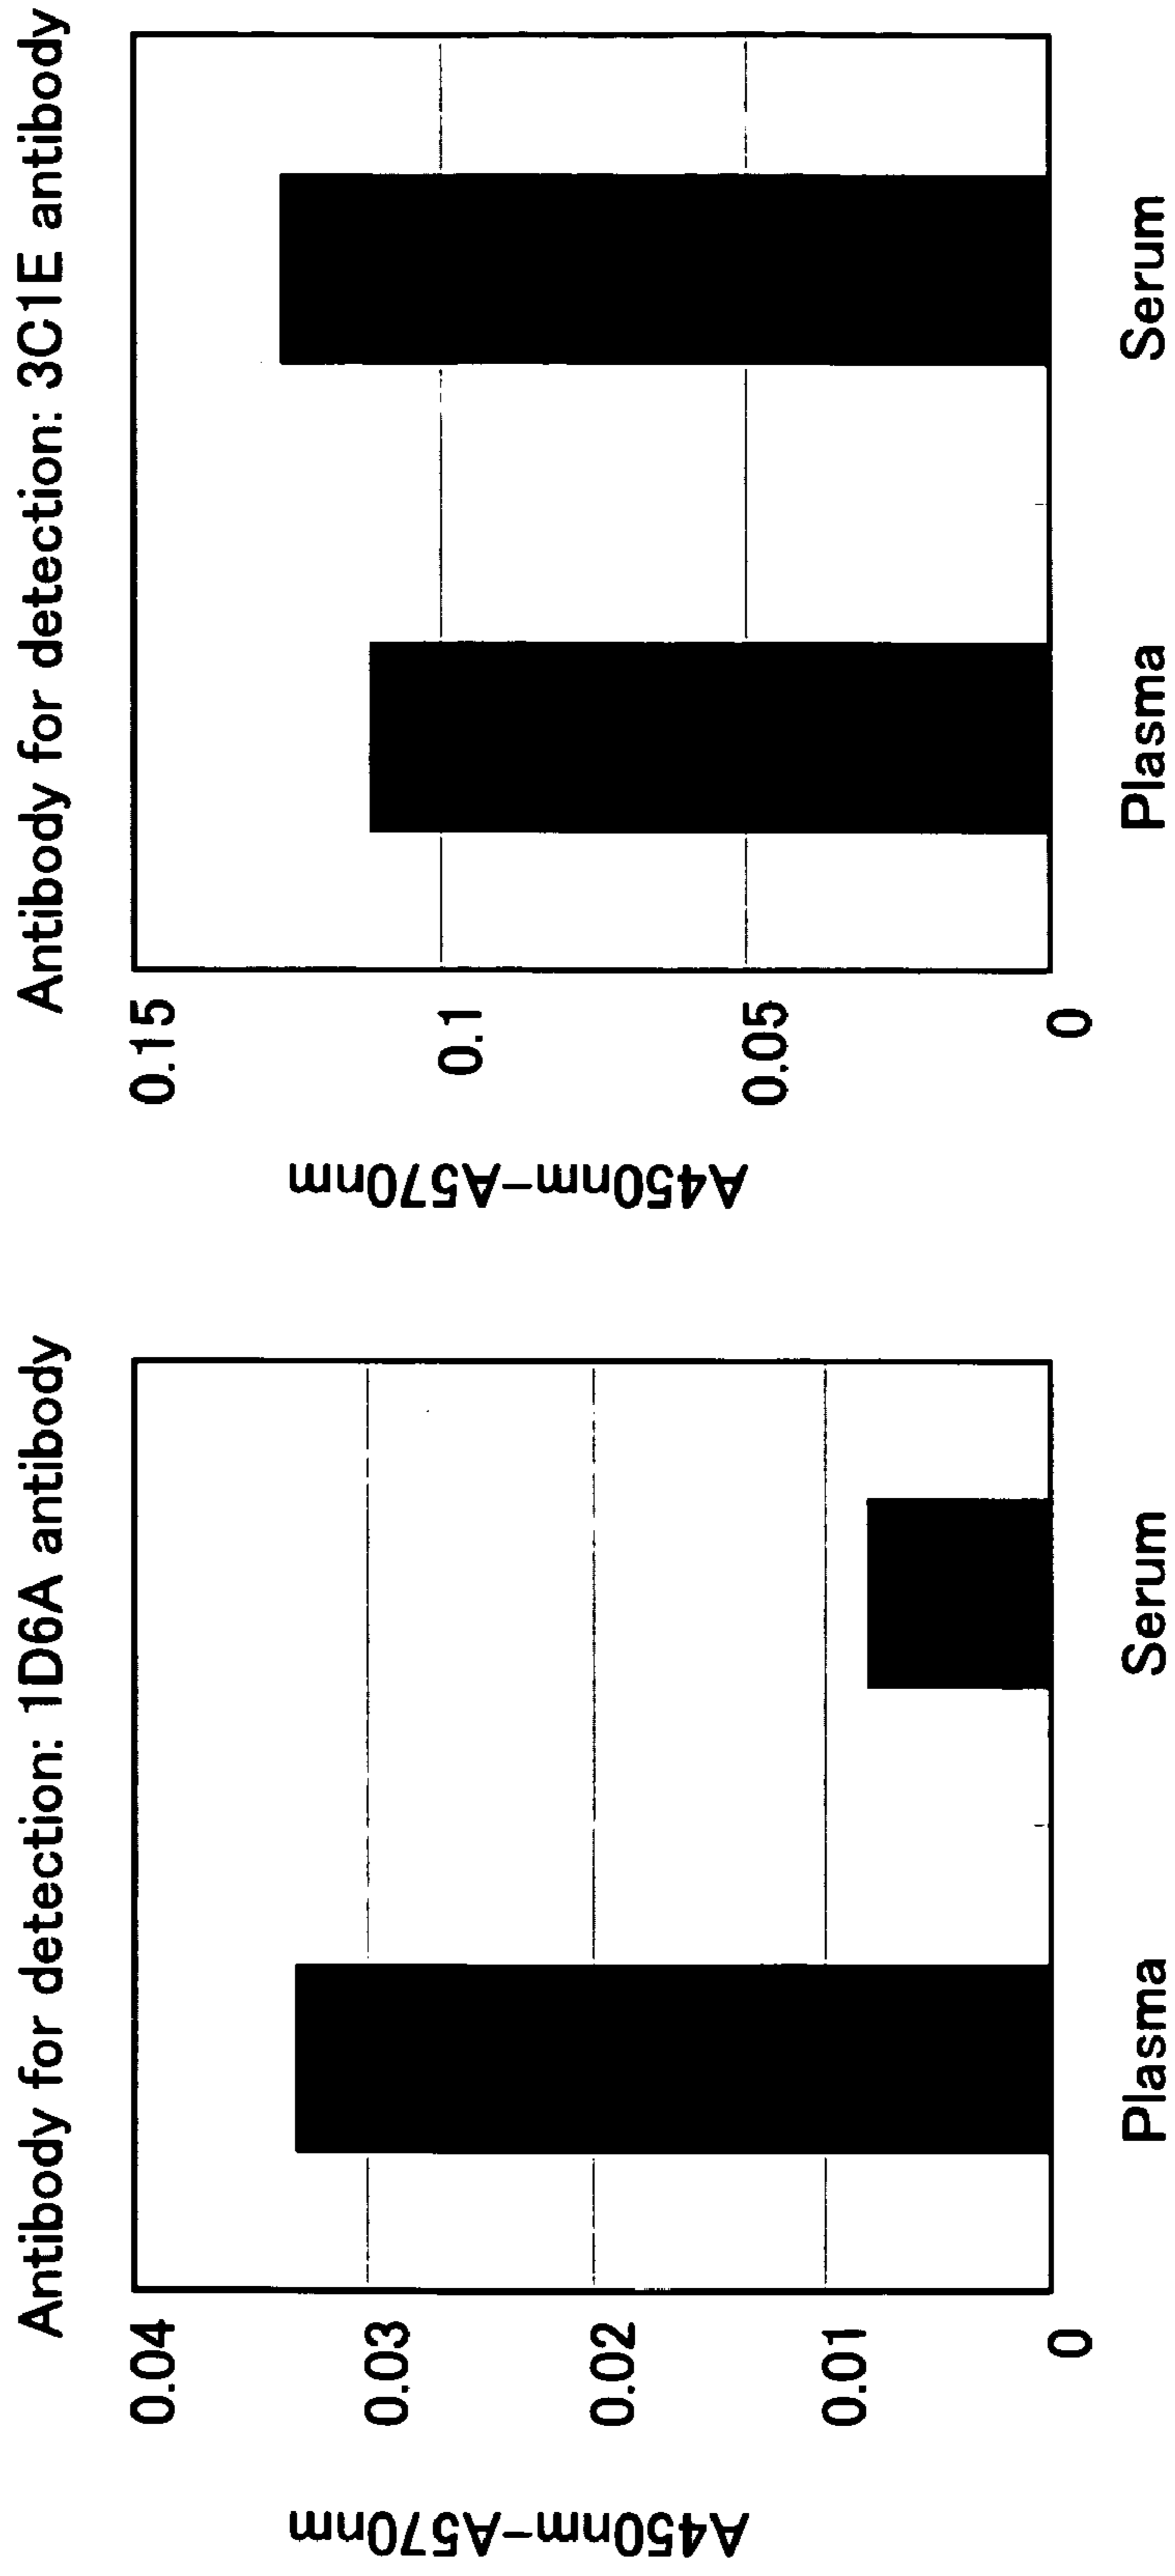 Antibody for detection: 1D6A antibody
A450nm-A570nm
0.04
0.03
0.02
0.01
0
Plasma
Serum
Antibody for detection: 3C1E antibody
A450nm-A570nm
0.15
0.1
0.05
0
Plasma
Serum